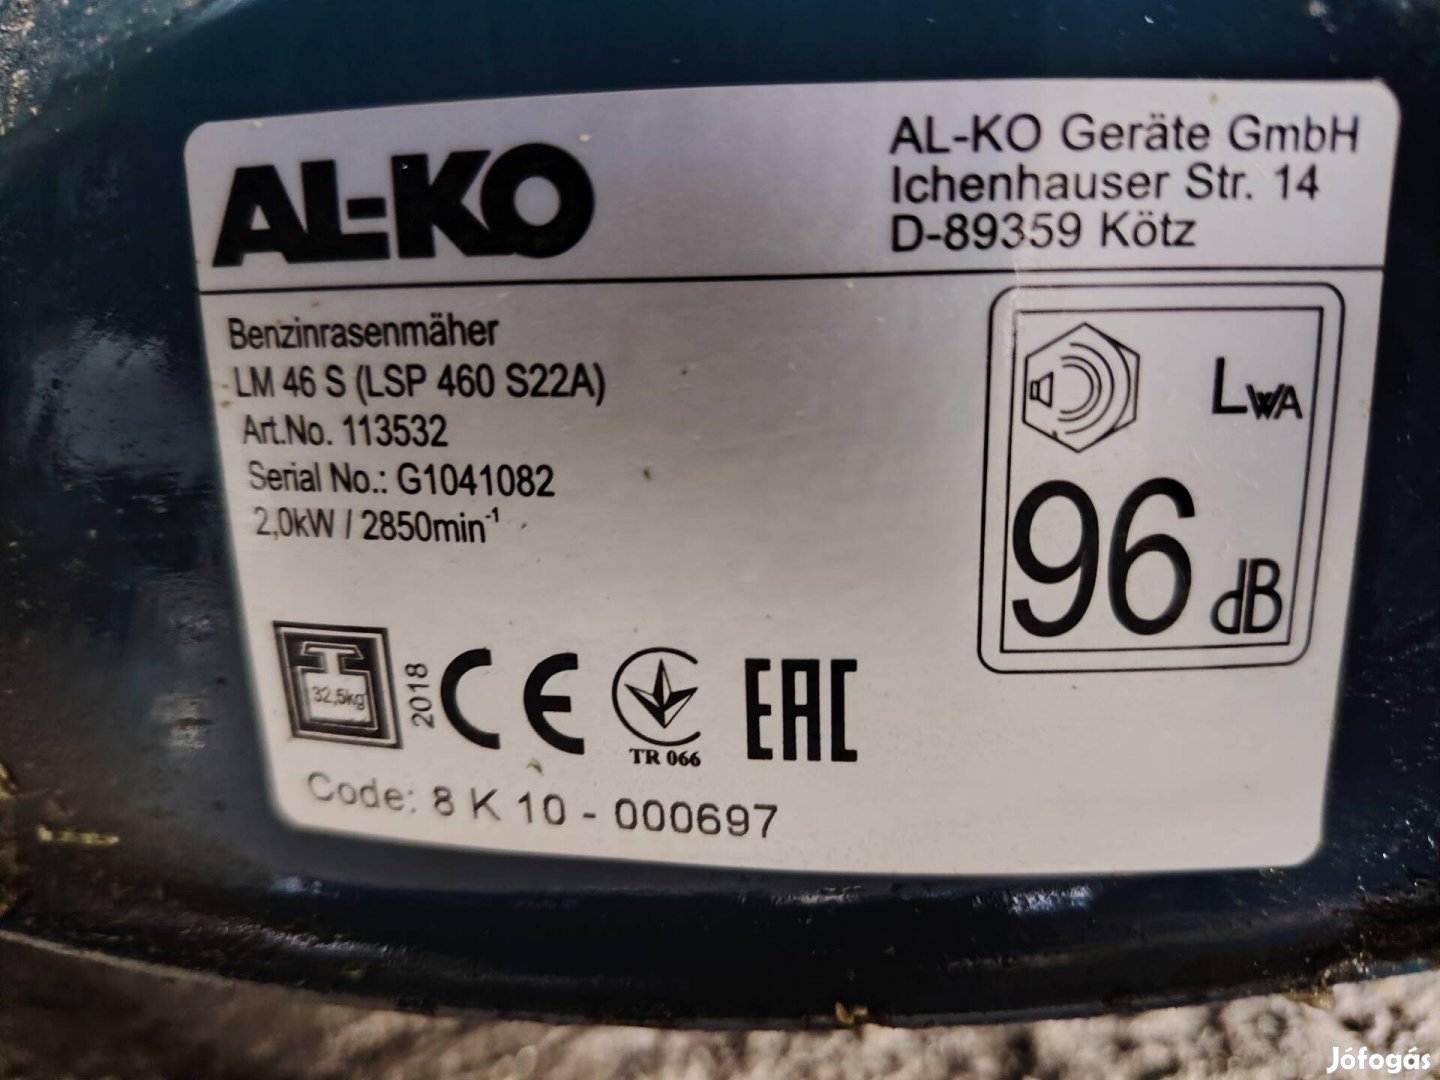 AL-KO
AL-KO Geräte GmbH
Ichenhauser Str. 14
D-89359 Kötz
Benzinrasenmäher
LM 46 S (LSP 460 S22A)
Art.No. 113532
Serial No.: G1041082
2,0kW / 2850min⁻¹
LWA
96 dB
32,5kg
2018
CE
TR 066
EAC
Code: 8 K 10 - 000697
Jófogás